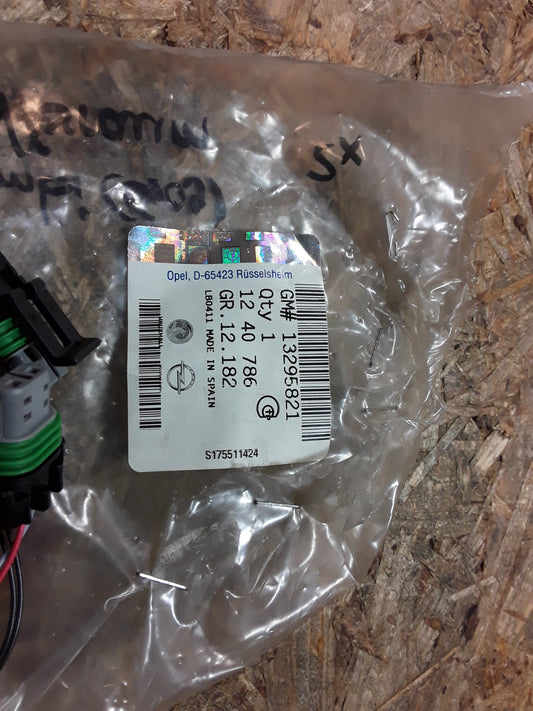 5x
Opel, D-65423 Rüsselsheim
GM# 13295821
Qty 1
12 40 786
GR.12.182
LB0411 MADE IN SPAIN
S175511424